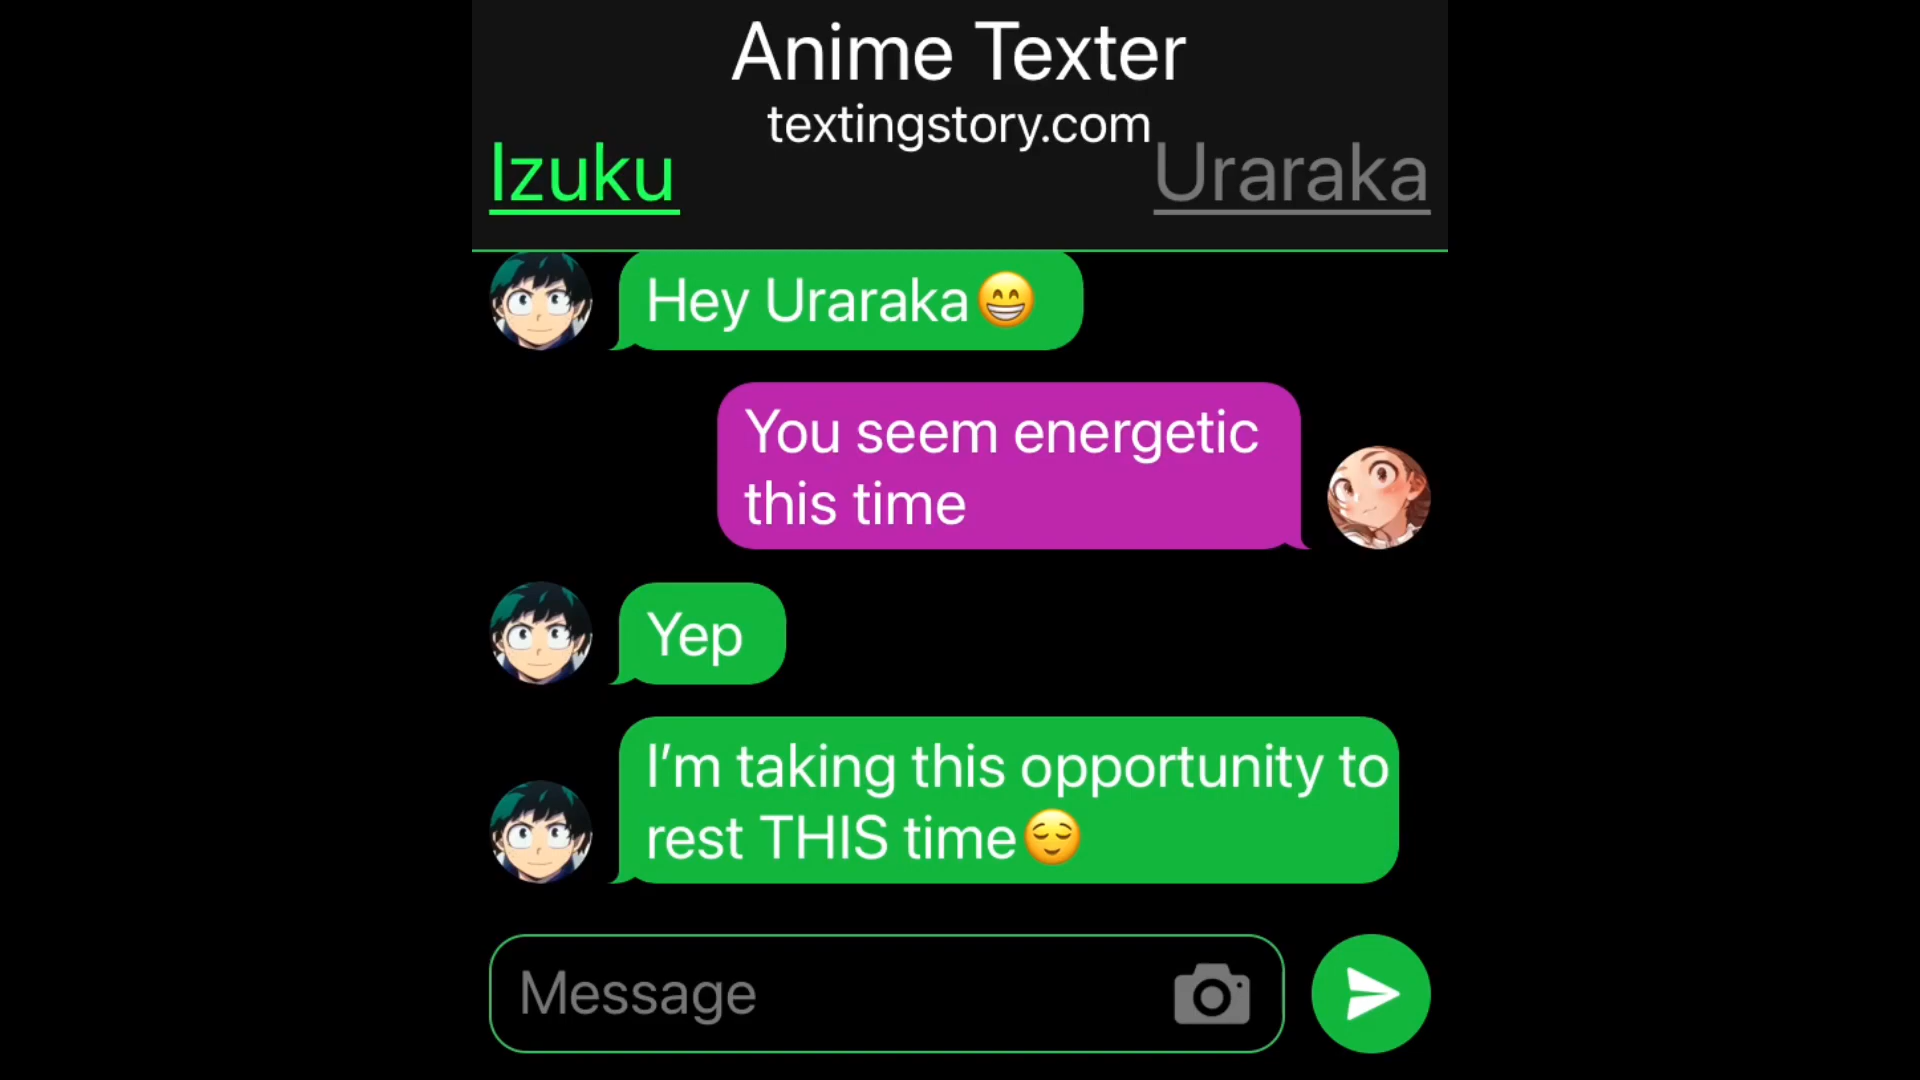 Anime Texter
textingstory.com
Izuku
Uraraka
Hey Uraraka😁
You seem energetic
this time
Yep
I’m taking this opportunity to
rest THIS time😌
Message